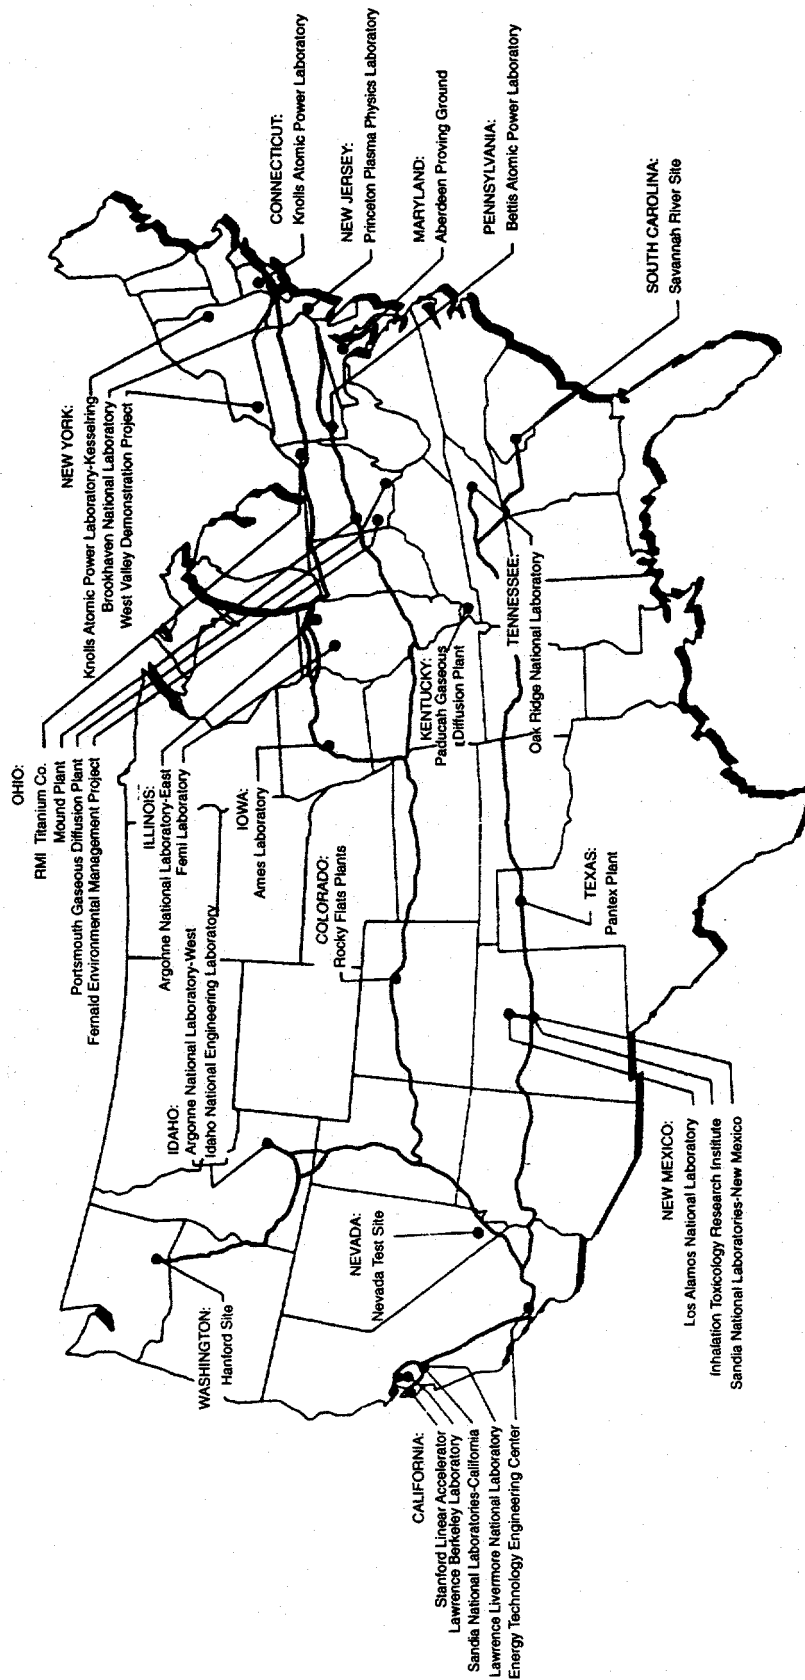 WASHINGTON:
Hanford Site
CALIFORNIA:
Stanford Linear Accelerator
Lawrence Berkeley Laboratory
Sandia National Laboratories-California
Lawrence Livermore National Laboratory
Energy Technology Engineering Center
NEVADA:
Nevada Test Site
IDAHO:
Argonne National Laboratory-West
Idaho National Engineering Laboratory
NEW MEXICO:
Los Alamos National Laboratory
Inhalation Toxicology Research Institute
Sandia National Laboratories-New Mexico
COLORADO:
Rocky Flats Plants
TEXAS:
Pantex Plant
IOWA:
Ames Laboratory
ILLINOIS:
Argonne National Laboratory-East
Femi Laboratory
OHIO:
RMI Titanium Co.
Mound Plant
Portsmouth Gaseous Diffusion Plant
Fernald Environmental Management Project
KENTUCKY:
Paducah Gaseous
Diffusion Plant
TENNESSEE:
Oak Ridge National Laboratory
NEW YORK:
Knolls Atomic Power Laboratory-Kesselring
Brookhaven National Laboratory
West Valley Demonstration Project
CONNECTICUT:
Knolls Atomic Power Laboratory
NEW JERSEY:
Princeton Plasma Physics Laboratory
MARYLAND:
Aberdeen Proving Ground
PENNSYLVANIA:
Bettis Atomic Power Laboratory
SOUTH CAROLINA:
Savannah River Site